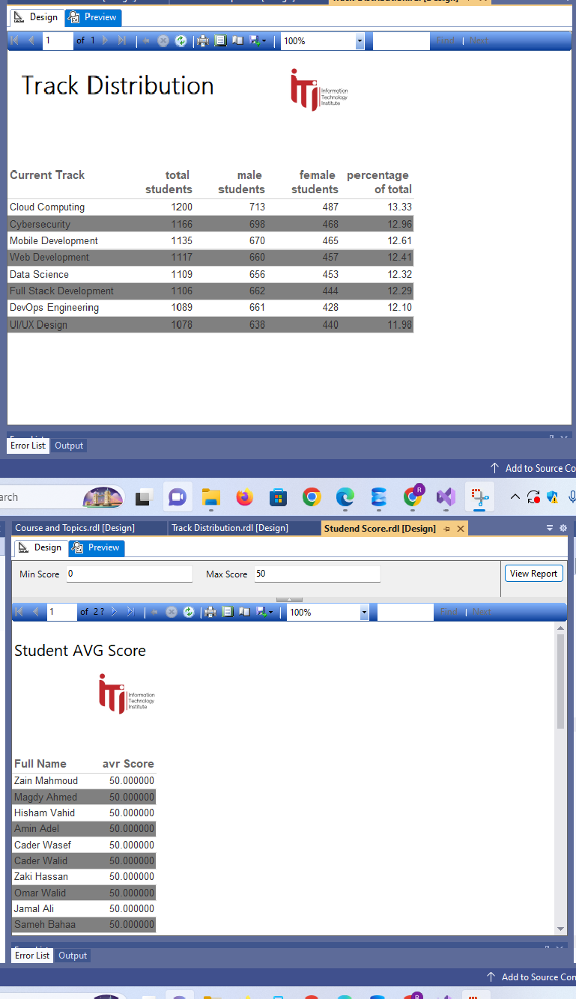 Design Preview
1 of 1 100% Find | Next
Track Distribution
iTi Information
Technology
Institute
Current Track total students male students female students percentage of total
Cloud Computing 1200 713 487 13.33
Cybersecurity 1166 698 468 12.96
Mobile Development 1135 670 465 12.61
Web Development 1117 660 457 12.41
Data Science 1109 656 453 12.32
Full Stack Development 1106 662 444 12.29
DevOps Engineering 1089 661 428 12.10
UI/UX Design 1078 638 440 11.98
Error List Output
Add to Source Co
arch
R
Course and Topics.rdl [Design] Track Distribution.rdl [Design] Studend Score.rdl [Design]
Design Preview
Min Score 0 Max Score 50 View Report
1 of 2 ? 100% Find | Next
Student AVG Score
iTi Information
Technology
Institute
Full Name avr Score
Zain Mahmoud 50.000000
Magdy Ahmed 50.000000
Hisham Vahid 50.000000
Amin Adel 50.000000
Cader Wasef 50.000000
Cader Walid 50.000000
Zaki Hassan 50.000000
Omar Walid 50.000000
Jamal Ali 50.000000
Sameh Bahaa 50.000000
Error List Output
Add to Source Con